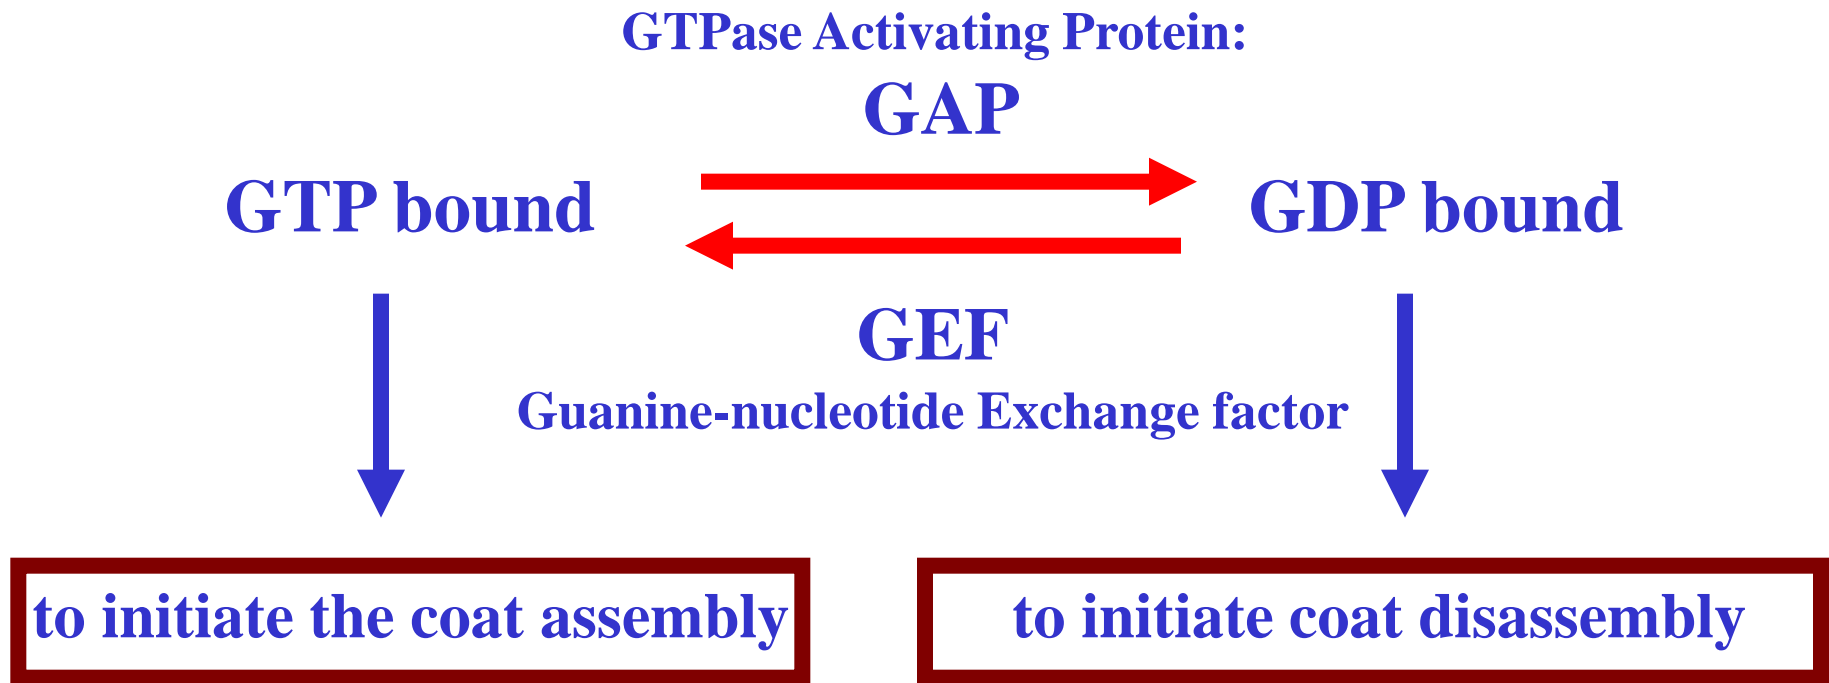 GTPase Activating Protein:
GAP
GTP bound
GDP bound
GEF
Guanine-nucleotide Exchange factor
to initiate the coat assembly
to initiate coat disassembly